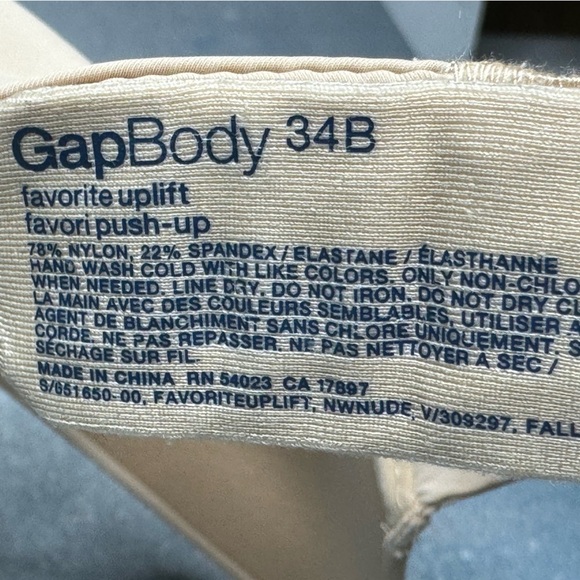 GapBody 34B
favorite uplift
favori push-up
78% NYLON, 22% SPANDEX / ELASTANE / ÉLASTHANNE
HAND WASH COLD WITH LIKE COLORS. ONLY NON-CHLO
WHEN NEEDED. LINE DRY. DO NOT IRON. DO NOT DRY CL
LA MAIN AVEC DES COULEURS SEMBLABLES. UTILISER A
AGENT DE BLANCHIMENT SANS CHLORE UNIQUEMENT. S
CORDE. NE PAS REPASSER. NE PAS NETTOYER A SEC /
SÉCHAGE SUR FIL.
MADE IN CHINA RN 54023 CA 17897
S/651650-00, FAVORITEUPLIFT, NWNUDE, V/309297, FALL